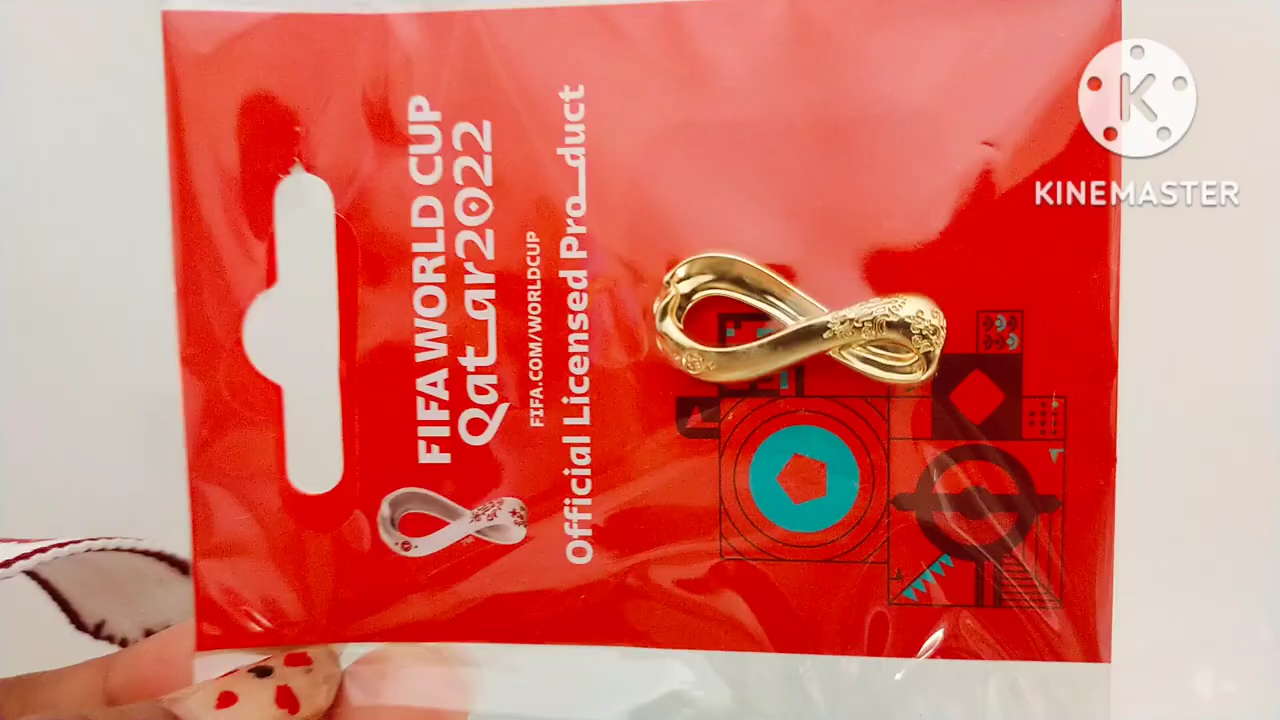 FIFA WORLD CUP
Qatar2022
FIFA.COM/WORLDCUP
Official Licensed Product
K
KINEMASTER